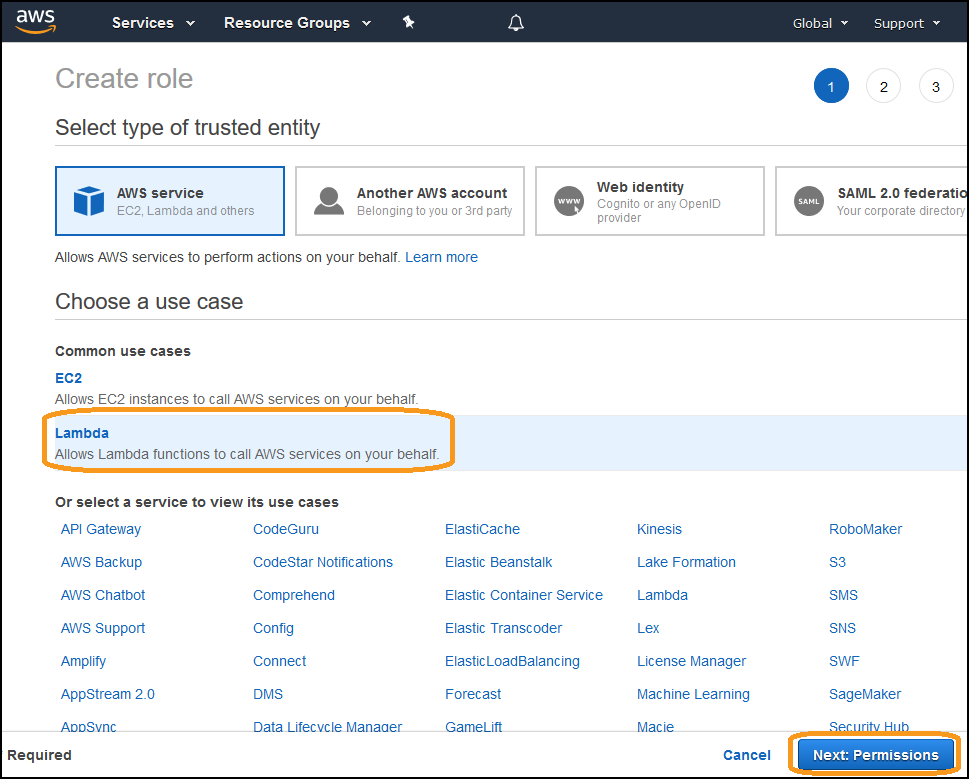 aws Services Resource Groups Global Support
Create role
1 2 3
Select type of trusted entity
AWS service
EC2, Lambda and others
Another AWS account
Belonging to you or 3rd party
www
Web identity
Cognito or any OpenID
provider
SAML
SAML 2.0 federatio
Your corporate directory
Allows AWS services to perform actions on your behalf. Learn more
Choose a use case
Common use cases
EC2
Allows EC2 instances to call AWS services on your behalf.
Lambda
Allows Lambda functions to call AWS services on your behalf.
Or select a service to view its use cases
API Gateway CodeGuru ElastiCache Kinesis RoboMaker
AWS Backup CodeStar Notifications Elastic Beanstalk Lake Formation S3
AWS Chatbot Comprehend Elastic Container Service Lambda SMS
AWS Support Config Elastic Transcoder Lex SNS
Amplify Connect ElasticLoadBalancing License Manager SWF
AppStream 2.0 DMS Forecast Machine Learning SageMaker
AppSync Data Lifecycle Manager GameLift Macie Security Hub
Required Cancel Next: Permissions